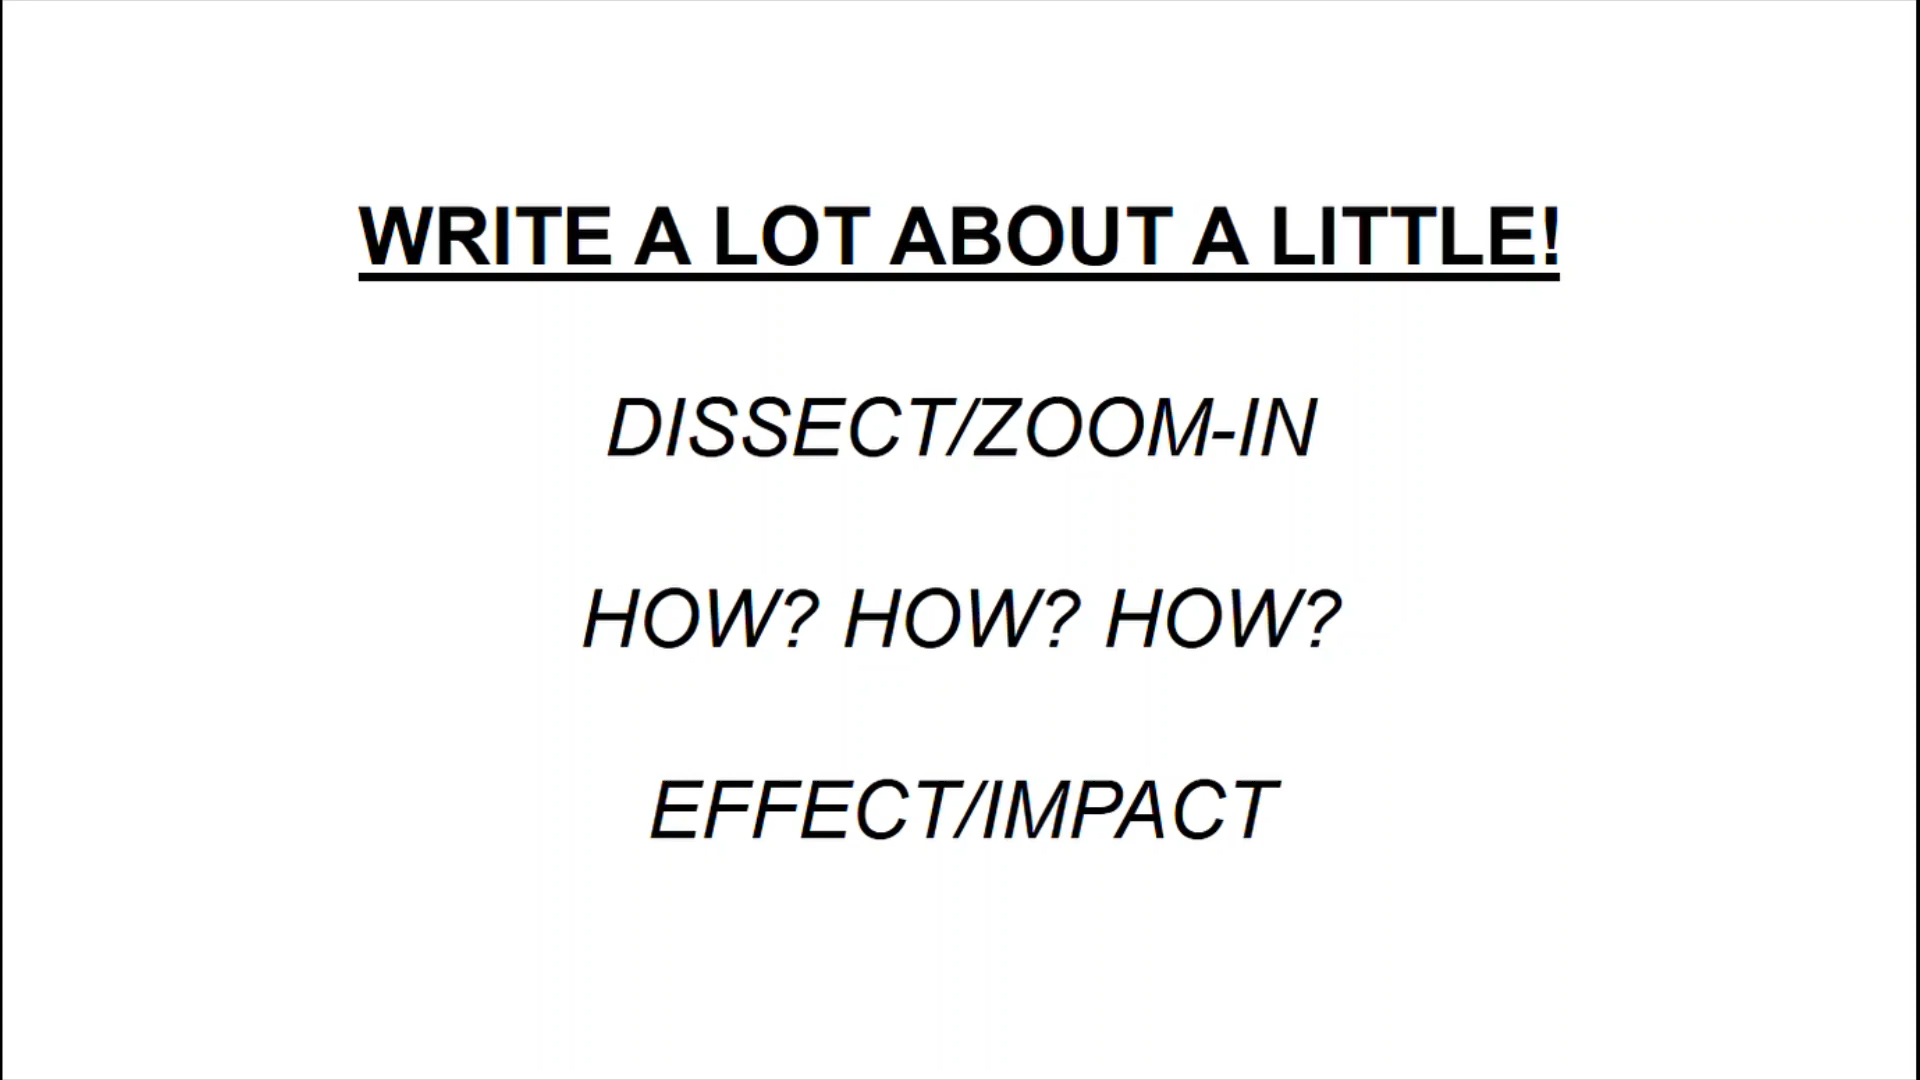 WRITE A LOT ABOUT A LITTLE!
DISSECT/ZOOM-IN
HOW? HOW? HOW?
EFFECT/IMPACT